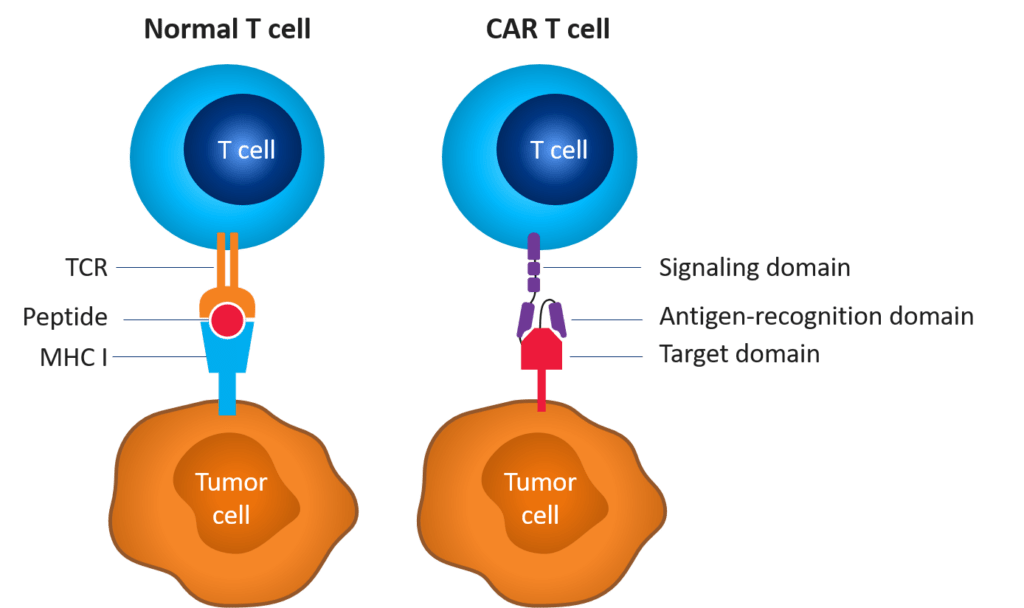 Normal T cell
CAR T cell
T cell
T cell
TCR
Signaling domain
Peptide
Antigen-recognition domain
MHC I
Target domain
Tumor
cell
Tumor
cell